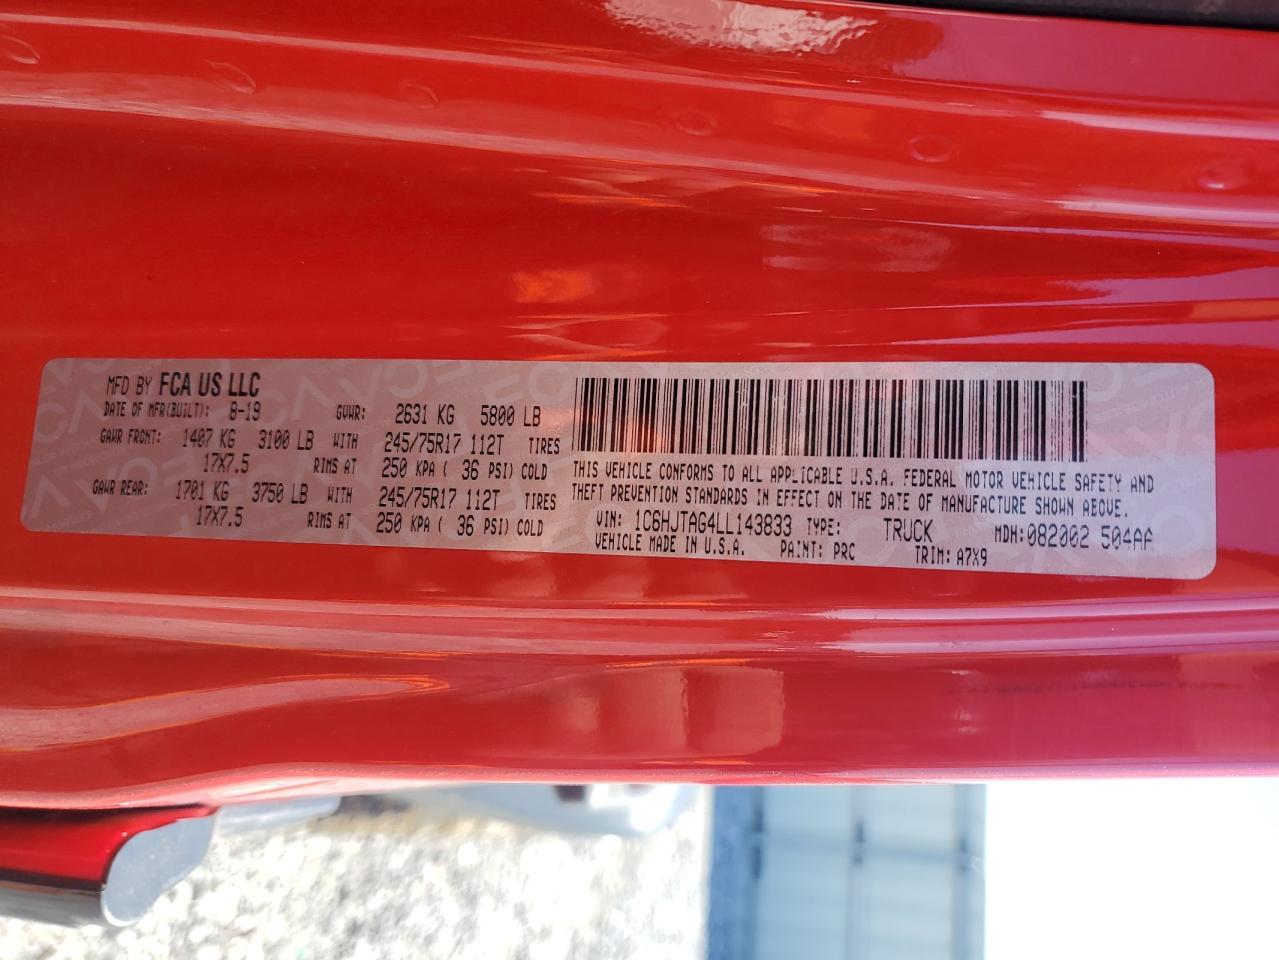 MFD BY FCA US LLC
DATE OF MFR(BUILT): 8-19 GVWR: 2631 KG 5800 LB
GAWR FRONT: 1407 KG 3100 LB WITH 245/75R17 112T TIRES
17X7.5 RIMS AT 250 KPA ( 36 PSI) COLD
GAWR REAR: 1701 KG 3750 LB WITH 245/75R17 112T TIRES
17X7.5 RIMS AT 250 KPA ( 36 PSI) COLD
THIS VEHICLE CONFORMS TO ALL APPLICABLE U.S.A. FEDERAL MOTOR VEHICLE SAFETY AND
THEFT PREVENTION STANDARDS IN EFFECT ON THE DATE OF MANUFACTURE SHOWN ABOVE.
VIN: 1C6HJTAG4LL143833 TYPE: TRUCK MDH:082002 504AA
VEHICLE MADE IN U.S.A. PAINT: PRC TRIM: A7X9